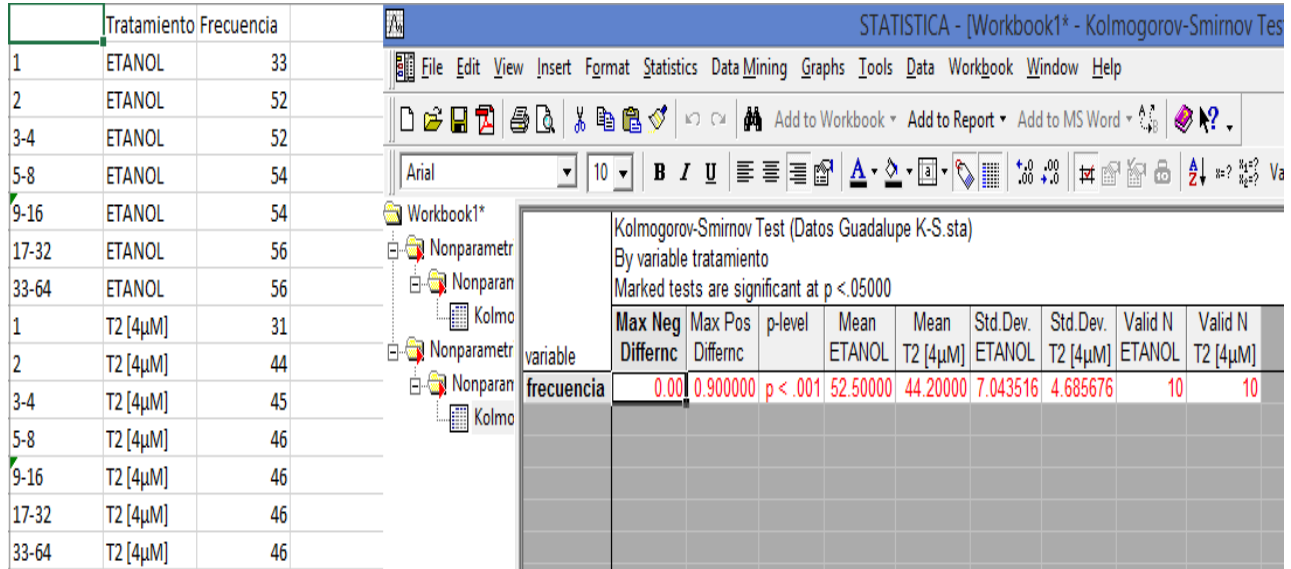 Tratamiento Frecuencia
1 ETANOL 33
2 ETANOL 52
3-4 ETANOL 52
5-8 ETANOL 54
9-16 ETANOL 54
17-32 ETANOL 56
33-64 ETANOL 56
1 T2 [4µM] 31
2 T2 [4µM] 44
3-4 T2 [4µM] 45
5-8 T2 [4µM] 46
9-16 T2 [4µM] 46
17-32 T2 [4µM] 46
33-64 T2 [4µM] 46
STATISTICA - [Workbook1* - Kolmogorov-Smirnov Tes
File Edit View Insert Format Statistics Data Mining Graphs Tools Data Workbook Window Help
Add to Workbook Add to Report Add to MS Word
Arial 10 B I U A Va
Workbook1*
Nonparametr
Nonparam
Kolmo
Nonparametr
Nonparam
Kolmo
Kolmogorov-Smirnov Test (Datos Guadalupe K-S.sta)
By variable tratamiento
Marked tests are significant at p <.05000
variable Max Neg Max Pos p-level Mean Mean Std.Dev. Std.Dev. Valid N Valid N
Differnc Differnc ETANOL T2 [4µM] ETANOL T2 [4µM] ETANOL T2 [4µM]
frecuencia 0.00 0.900000 p < .001 52.50000 44.20000 7.043516 4.685676 10 10